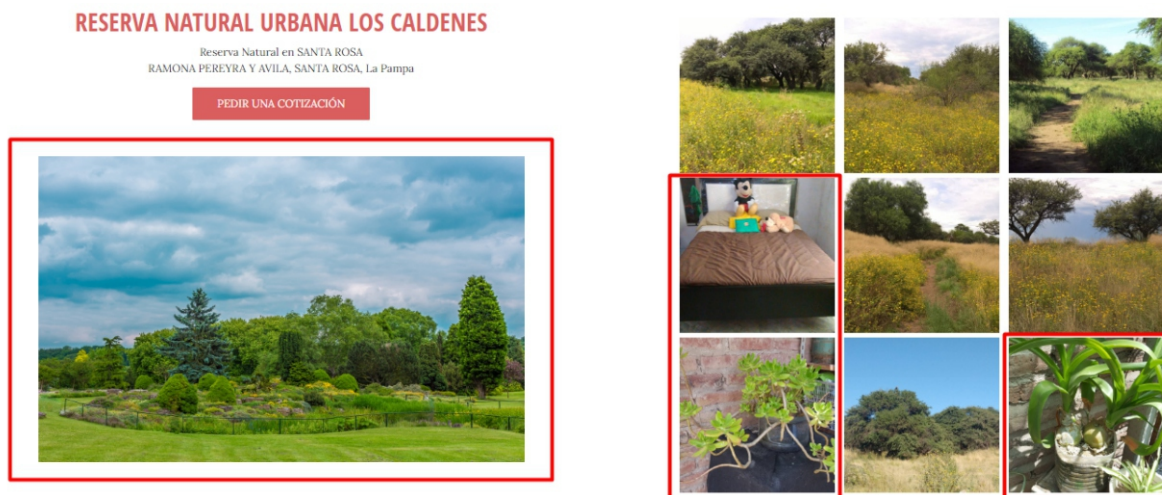 RESERVA NATURAL URBANA LOS CALDENES
Reserva Natural en SANTA ROSA
RAMONA PEREYRA Y AVILA, SANTA ROSA, La Pampa
PEDIR UNA COTIZACIÓN